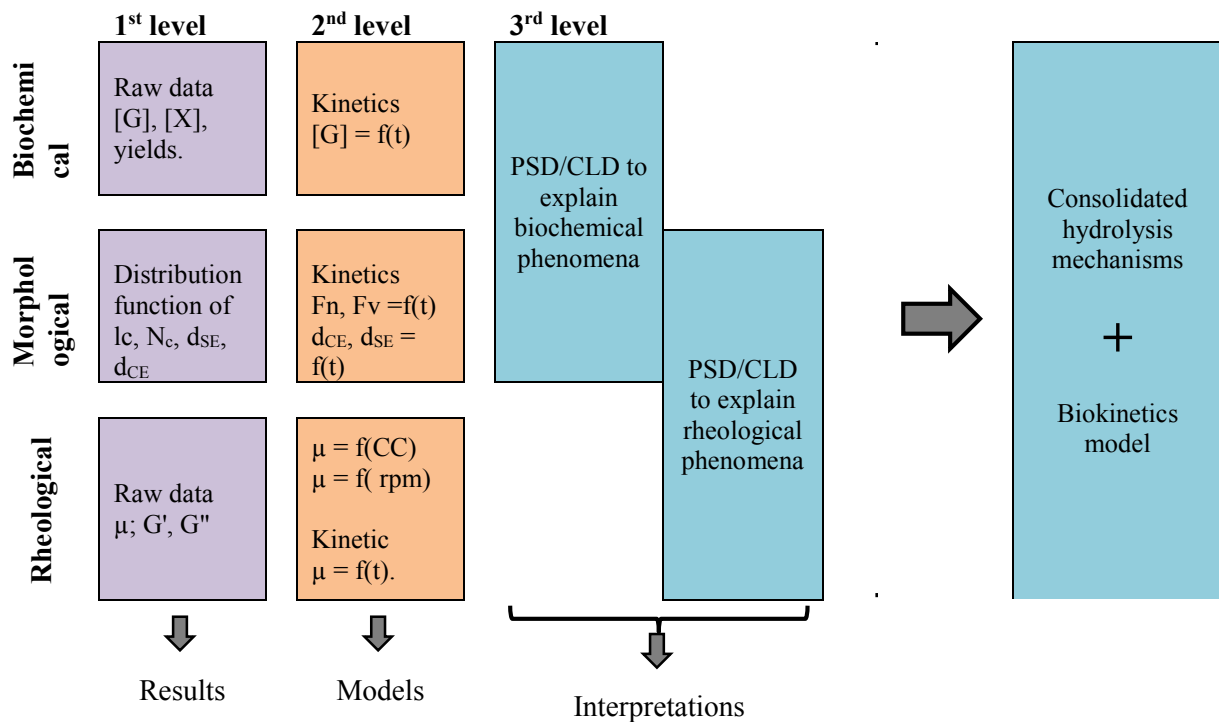 1st level
2nd level
3rd level
Biochemi
cal
Raw data
[G], [X],
yields.
Kinetics
[G] = f(t)
PSD/CLD to
explain
biochemical
phenomena
Morphol
ogical
Distribution
function of
lc, Nc, dSE,
dCE
Kinetics
Fn, Fv =f(t)
dCE, dSE =
f(t)
PSD/CLD
to explain
rheological
phenomena
Rheological
Raw data
µ; G', G"
µ = f(CC)
µ = f( rpm)
Kinetic
µ = f(t).
Consolidated
hydrolysis
mechanisms
+
Biokinetics
model
Results
Models
Interpretations